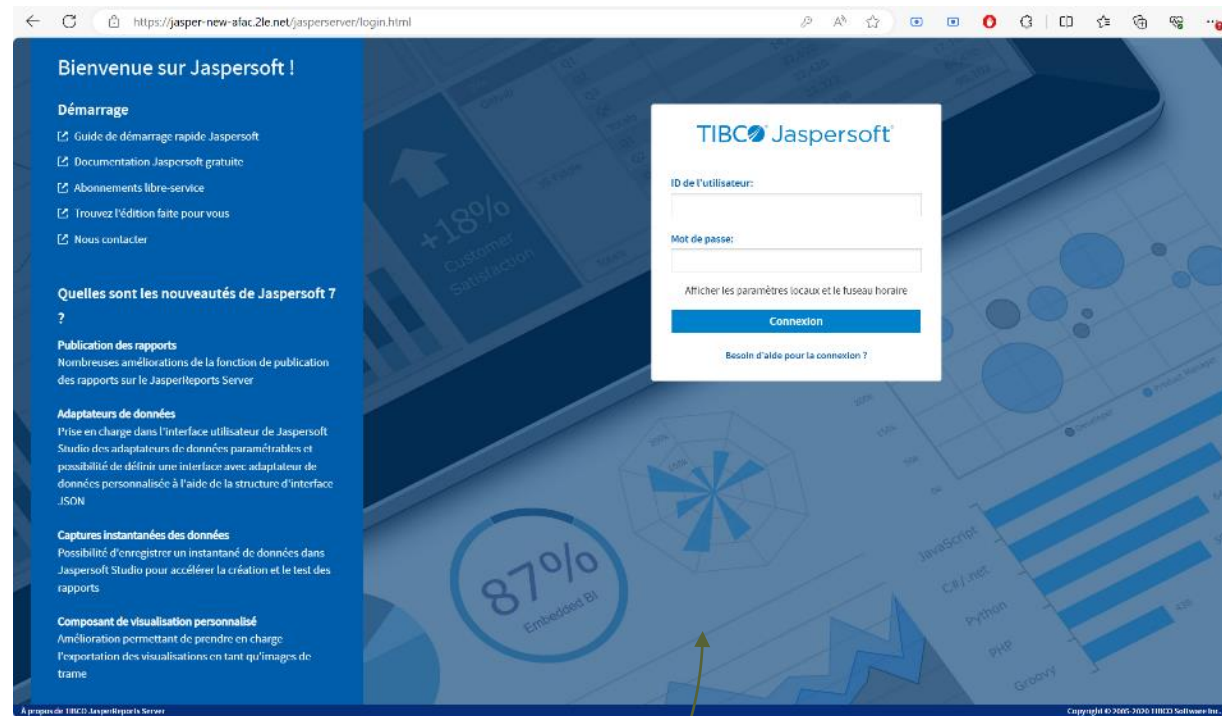 https://jasper-new-afac.2le.net/jasperserver/login.html
Bienvenue sur Jaspersoft !
Démarrage
Guide de démarrage rapide Jaspersoft
Documentation Jaspersoft gratuite
Abonnements libre-service
Trouvez l'édition faite pour vous
Nous contacter
Quelles sont les nouveautés de Jaspersoft 7
?
Publication des rapports
Nombreuses améliorations de la fonction de publication
des rapports sur le JasperReports Server
Adaptateurs de données
Prise en charge dans l'interface utilisateur de Jaspersoft
Studio des adaptateurs de données paramétrables et
possibilité de définir une interface avec adaptateur de
données personnalisée à l'aide de la structure d'interface
JSON
Captures instantanées des données
Possibilité d'enregistrer un instantané de données dans
Jaspersoft Studio pour accélérer la création et le test des
rapports
Composant de visualisation personnalisé
Amélioration permettant de prendre en charge
l'exportation des visualisations en tant qu'images de
trame
TIBCO Jaspersoft
ID de l'utilisateur:
Mot de passe:
Afficher les paramètres locaux et le fuseau horaire
Connexion
Besoin d'aide pour la connexion ?
+18%
Customer
Satisfaction
87%
Embedded BI
Product Manager
Developer
JavaScript
C# / .net
Python
PHP
Groovy
À propos de TIBCO JasperReports Server
Copyright © 2005-2020 TIBCO Software Inc.